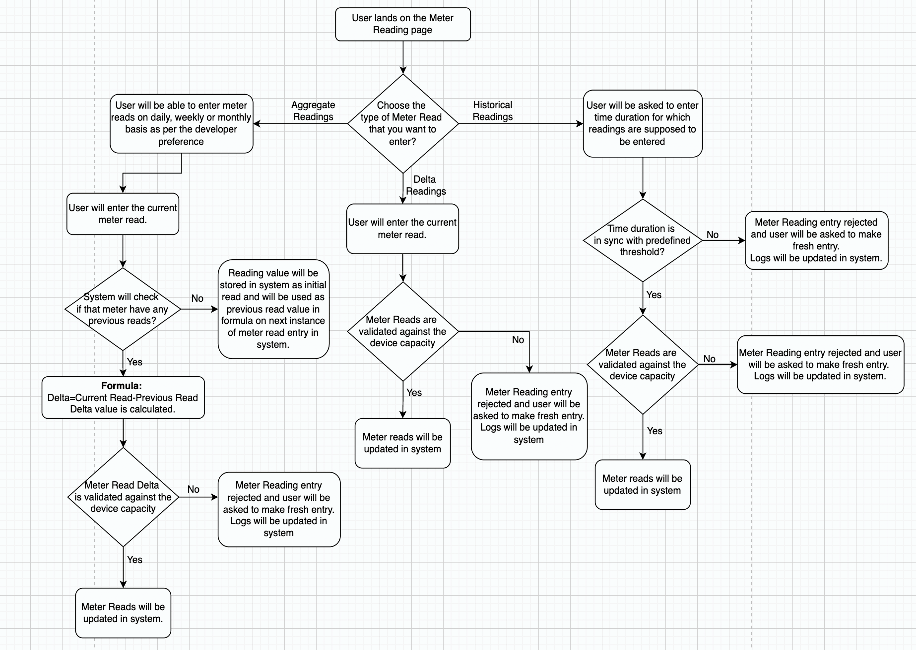 User lands on the Meter
Reading page
Choose the
type of Meter Read
that you want to
enter?
Aggregate
Readings
Historical
Readings
Delta
Readings
User will be able to enter meter
reads on daily, weekly or monthly
basis as per the developer
preference
User will enter the current
meter read.
System will check
if that meter have any
previous reads?
No
Reading value will be
stored in system as initial
read and will be used as
previous read value in
formula on next instance
of meter read entry in
system.
Yes
Formula:
Delta=Current Read-Previous Read
Delta value is calculated.
Meter Read Delta
is validated against the
device capacity
No
Meter Reading entry
rejected and user will be
asked to make fresh entry.
Logs will be updated in
system
Yes
Meter Reads will be
updated in system.
User will enter the current
meter read.
Meter Reads are
validated against the
device capacity
No
Meter Reading entry
rejected and user will be
asked to make fresh entry.
Logs will be updated in
system
Yes
Meter reads will be
updated in system
User will be asked to enter
time duration for which
readings are supposed to
be entered
Time duration is
in sync with predefined
threshold?
No
Meter Reading entry rejected
and user will be asked to make
fresh entry.
Logs will be updated in system.
Yes
Meter Reads are
validated against the
device capacity
No
Meter Reading entry rejected and user
will be asked to make fresh entry.
Logs will be updated in system.
Yes
Meter reads will be
updated in system